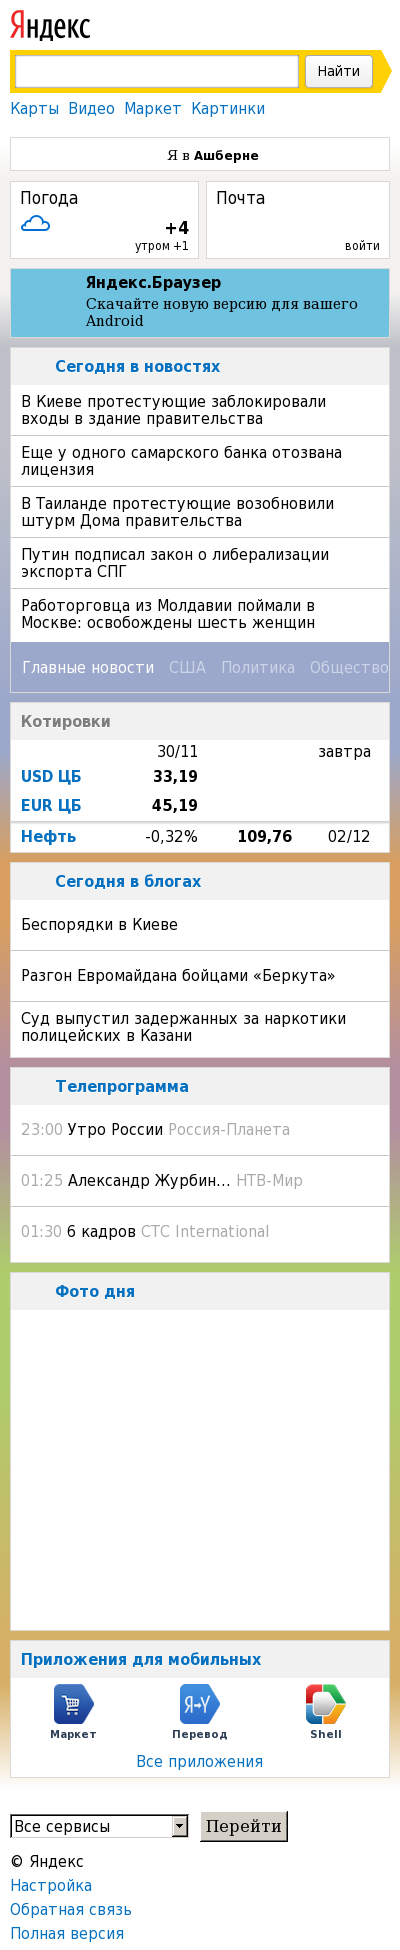 Яндекс
Найти
Карты Видео Маркет Картинки
Я в Ашберне
Погода
+4
утром +1
Почта
войти
Яндекс.Браузер
Скачайте новую версию для вашего
Android
Сегодня в новостях
В Киеве протестующие заблокировали
входы в здание правительства
Еще у одного самарского банка отозвана
лицензия
В Таиланде протестующие возобновили
штурм Дома правительства
Путин подписал закон о либерализации
экспорта СПГ
Работорговца из Молдавии поймали в
Москве: освобождены шесть женщин
Главные новости США Политика Общество
Котировки
30/11 завтра
USD ЦБ 33,19
EUR ЦБ 45,19
Нефть -0,32% 109,76 02/12
Сегодня в блогах
Беспорядки в Киеве
Разгон Евромайдана бойцами «Беркута»
Суд выпустил задержанных за наркотики
полицейских в Казани
Телепрограмма
23:00 Утро России Россия-Планета
01:25 Александр Журбин... НТВ-Мир
01:30 6 кадров СТС International
Фото дня
Приложения для мобильных
Я Y
Маркет Перевод Shell
Все приложения
Все сервисы Перейти
© Яндекс
Настройка
Обратная связь
Полная версия